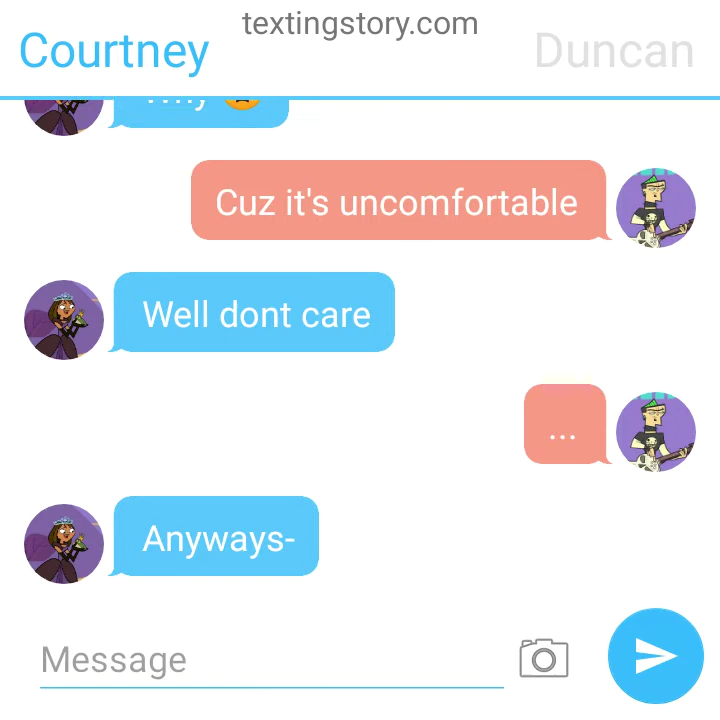 textingstory.com
Courtney
Duncan
Cuz it's uncomfortable
Well dont care
...
Anyways-
Message